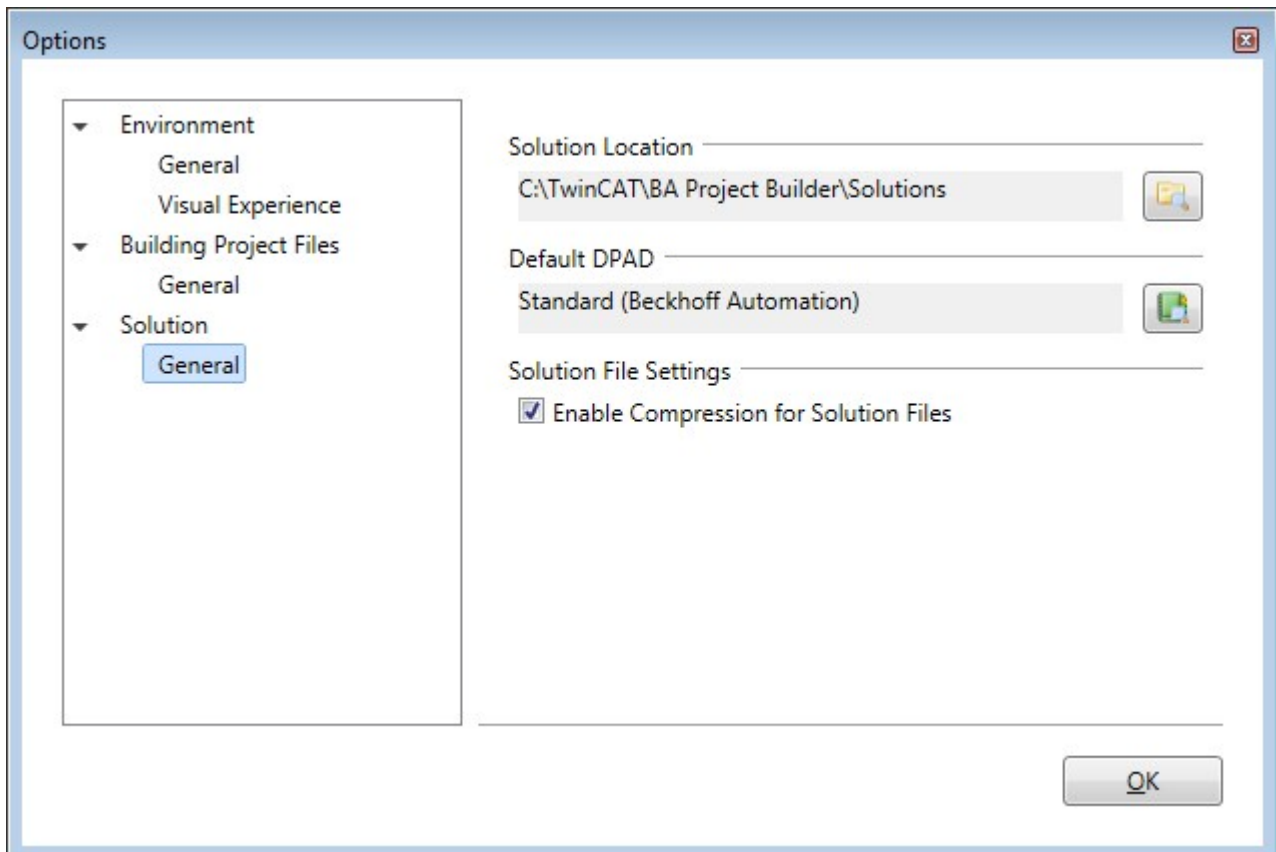 Options
Environment
General
Visual Experience
Building Project Files
General
Solution
General
Solution Location
C:\TwinCAT\BA Project Builder\Solutions
Default DPAD
Standard (Beckhoff Automation)
Solution File Settings
Enable Compression for Solution Files
OK